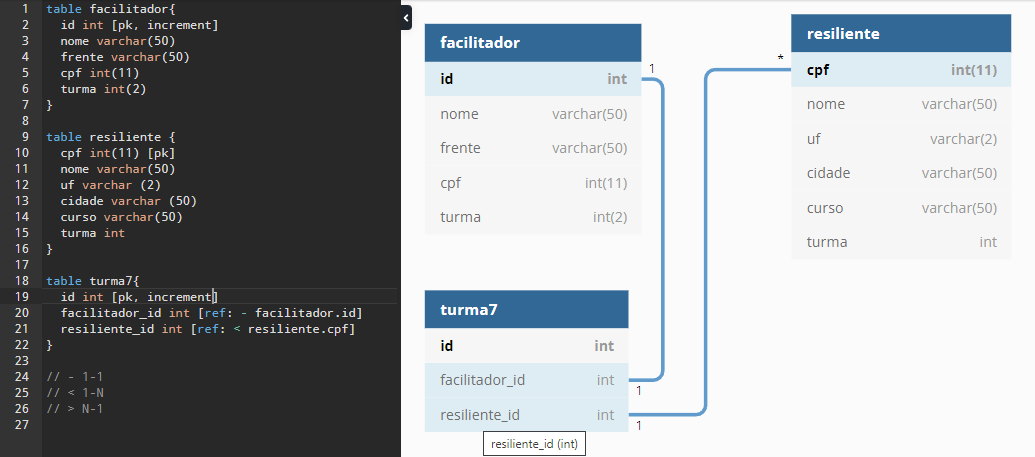 1 table facilitador{
2 id int [pk, increment]
3 nome varchar(50)
4 frente varchar(50)
5 cpf int(11)
6 turma int(2)
7 }
8
9 table resiliente {
10 cpf int(11) [pk]
11 nome varchar(50)
12 uf varchar (2)
13 cidade varchar (50)
14 curso varchar(50)
15 turma int
16 }
17
18 table turma7{
19 id int [pk, increment]
20 facilitador_id int [ref: - facilitador.id]
21 resiliente_id int [ref: < resiliente.cpf]
22 }
23
24 // - 1-1
25 // < 1-N
26 // > N-1
27
facilitador
id int
nome varchar(50)
frente varchar(50)
cpf int(11)
turma int(2)
1
*
resiliente
cpf int(11)
nome varchar(50)
uf varchar(2)
cidade varchar(50)
curso varchar(50)
turma int
turma7
id int
facilitador_id int
1
resiliente_id int
1
resiliente_id (int)